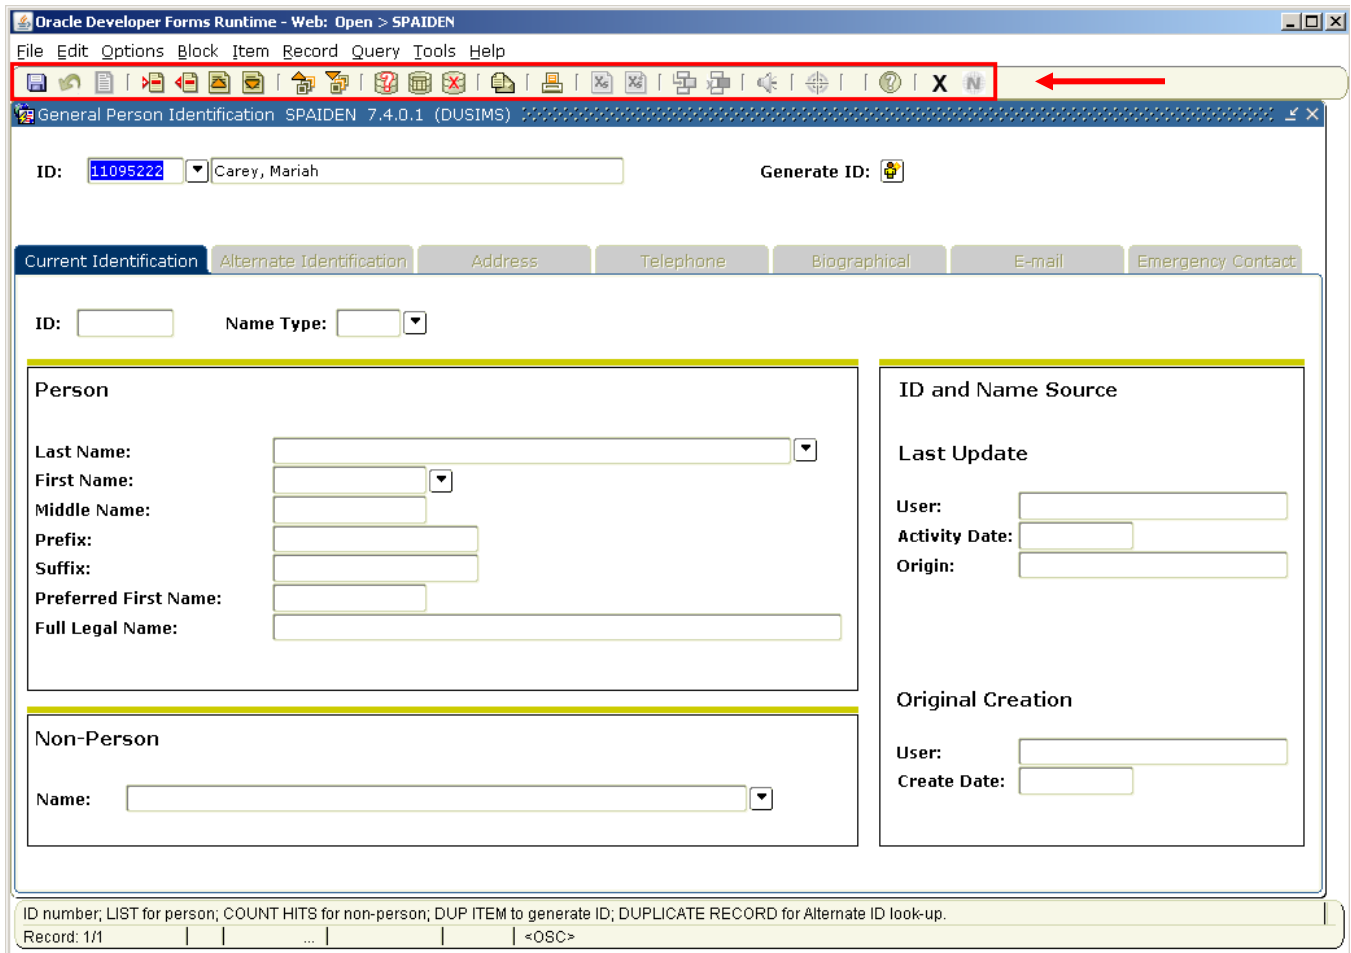 Oracle Developer Forms Runtime - Web: Open > SPAIDEN
File Edit Options Block Item Record Query Tools Help
X N
General Person Identification SPAIDEN 7.4.0.1 (DUSIMS)
ID: 11095222 Carey, Mariah Generate ID:
Current Identification Alternate Identification Address Telephone Biographical E-mail Emergency Contact
ID: Name Type:
Person
Last Name:
First Name:
Middle Name:
Prefix:
Suffix:
Preferred First Name:
Full Legal Name:
ID and Name Source
Last Update
User:
Activity Date:
Origin:
Original Creation
User:
Create Date:
Non-Person
Name:
ID number; LIST for person; COUNT HITS for non-person; DUP ITEM to generate ID; DUPLICATE RECORD for Alternate ID look-up.
Record: 1/1 ... <OSC>